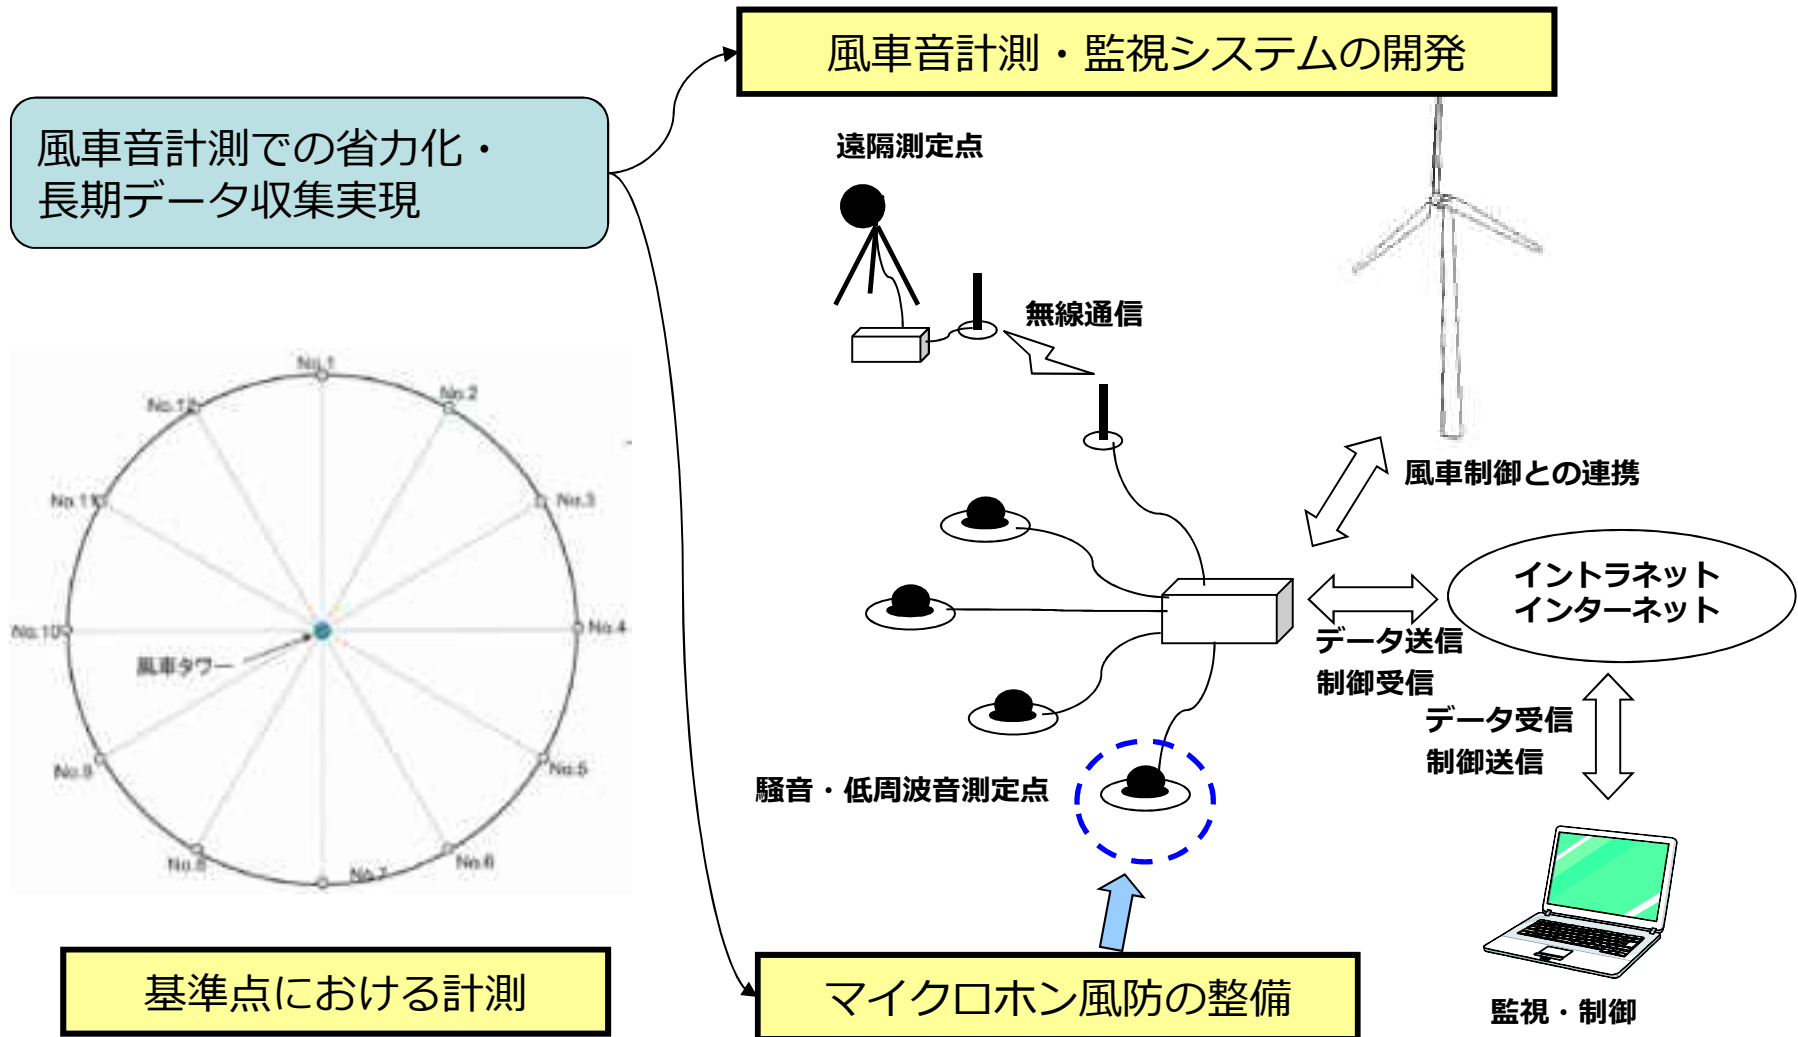 風車音計測・監視システムの開発
風車音計測での省力化・
長期データ収集実現
遠隔測定点
無線通信
No.1
No.2
No.3
No.4
No.5
No.6
No.7
No.8
No.9
No.10
No.11
No.12
風車タワー
風車制御との連携
イントラネット
インターネット
データ送信
制御受信
データ受信
制御送信
騒音・低周波音測定点
基準点における計測
マイクロホン風防の整備
監視・制御